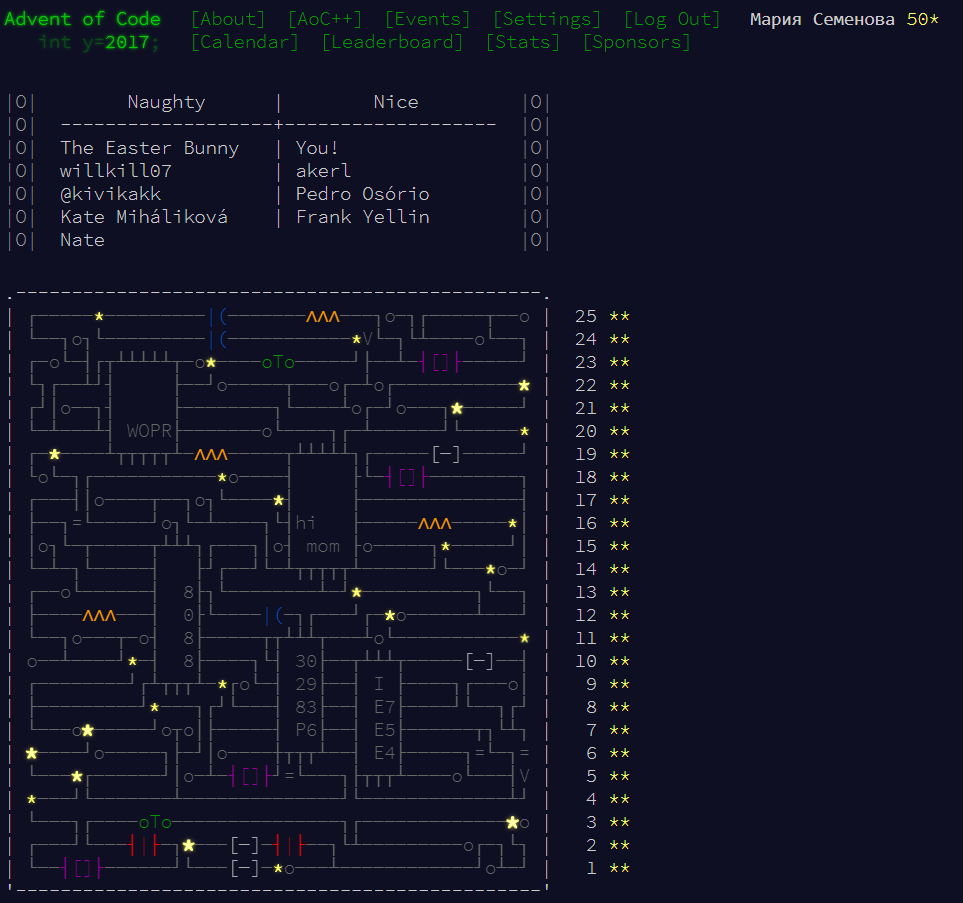 Advent of Code [About] [AoC++] [Events] [Settings] [Log Out] Мария Семенова 50*
int y=2017; [Calendar] [Leaderboard] [Stats] [Sponsors]
|O| Naughty | Nice |O|
|O| -------------------+------------------- |O|
|O| The Easter Bunny | You! |O|
|O| willkill07 | akerl |O|
|O| @kivikakk | Pedro Osório |O|
|O| Kate Miháliková | Frank Yellin |O|
|O| Nate |O|
25 **
24 **
23 **
22 **
21 **
WOPR 20 **
19 **
18 **
17 **
hi 16 **
mom 15 **
14 **
8 13 **
0 12 **
8 11 **
8 30 10 **
29 I 9 **
83 E7 8 **
P6 E5 7 **
E4 6 **
5 **
4 **
3 **
2 **
1 **